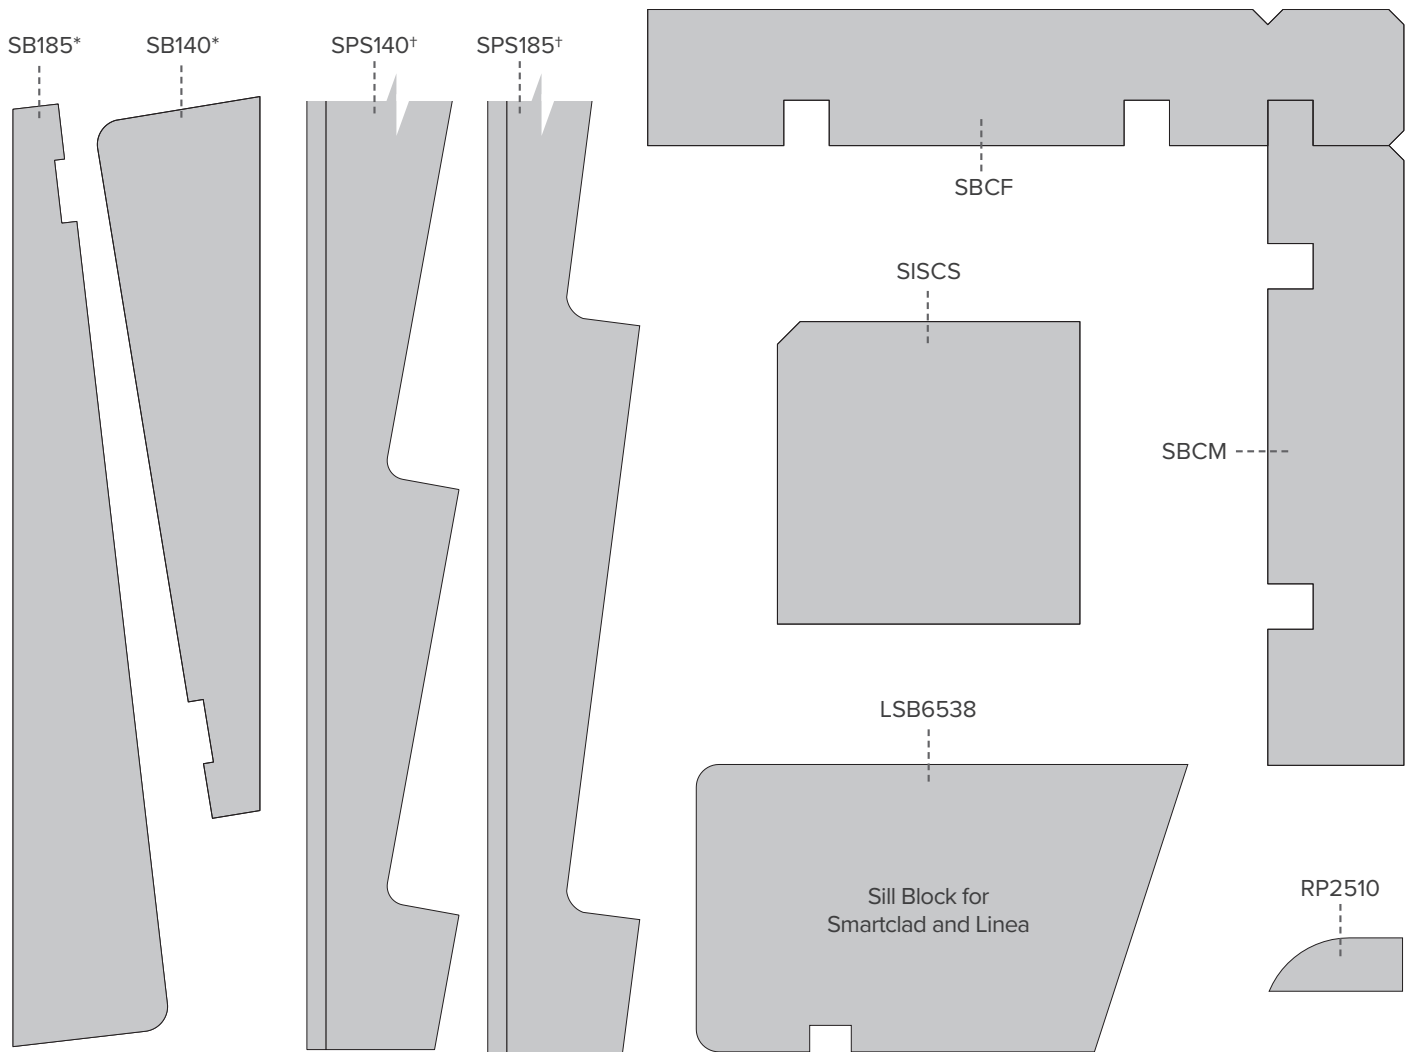 SB185*
SB140*
SPS140†
SPS185†
SBCF
SISCS
SBCM
LSB6538
Sill Block for
Smartclad and Linea
RP2510